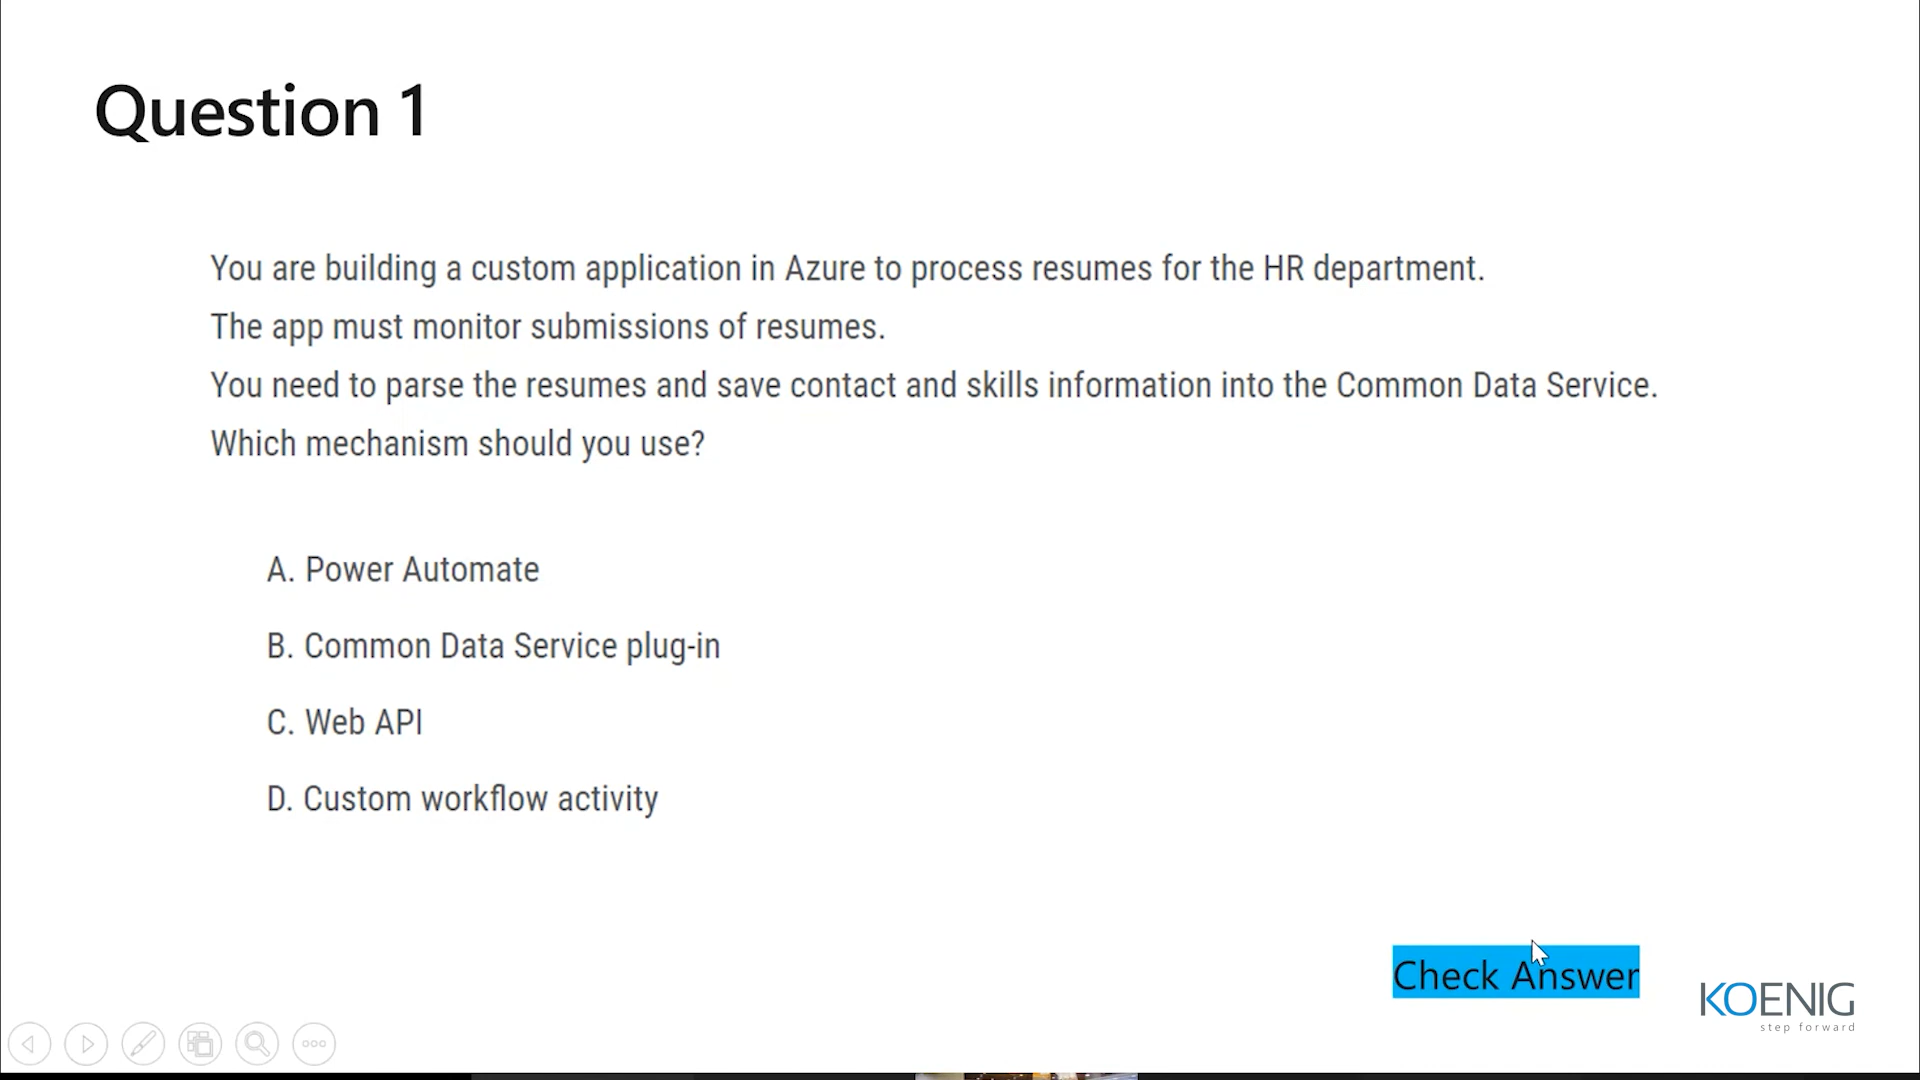 Question 1
You are building a custom application in Azure to process resumes for the HR department.
The app must monitor submissions of resumes.
You need to parse the resumes and save contact and skills information into the Common Data Service.
Which mechanism should you use?
A. Power Automate
B. Common Data Service plug-in
C. Web API
D. Custom workflow activity
Check Answer
KOENIG
step forward